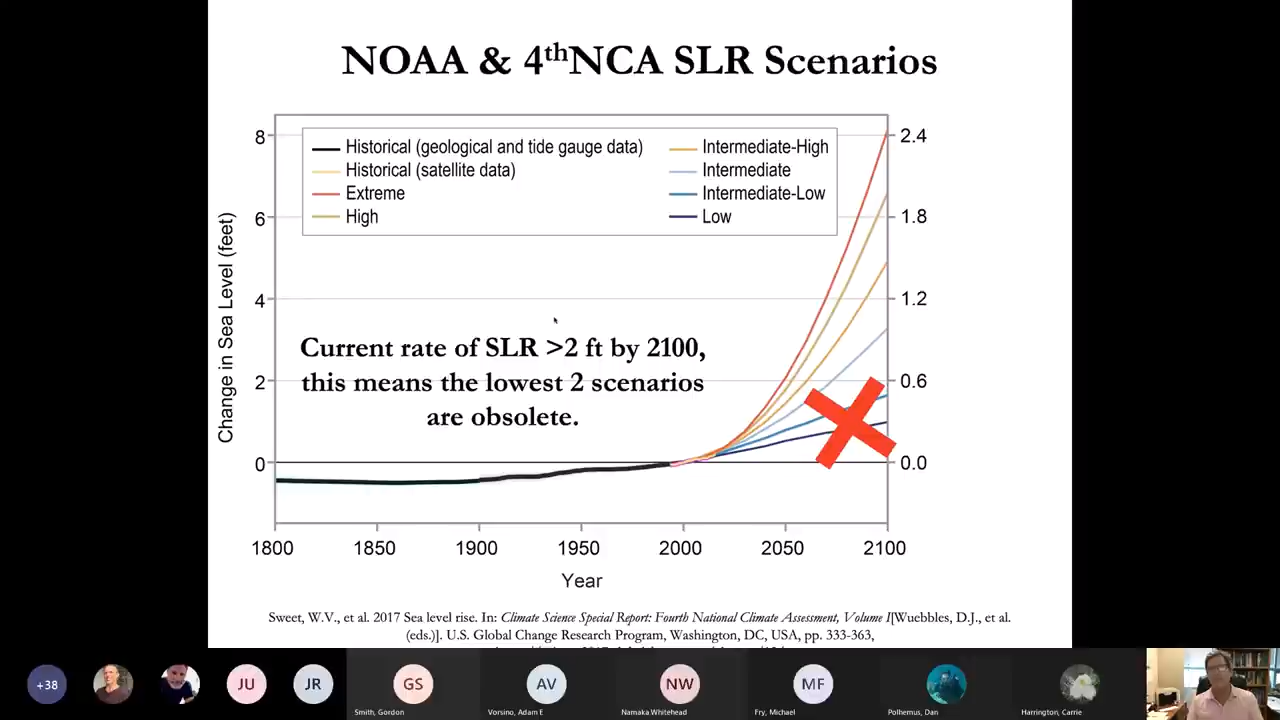 NOAA & 4thNCA SLR Scenarios
8
6
4
2
0
Change in Sea Level (feet)
Historical (geological and tide gauge data)
Historical (satellite data)
Extreme
High
Intermediate-High
Intermediate
Intermediate-Low
Low
2.4
1.8
1.2
0.6
0.0
Current rate of SLR >2 ft by 2100,
this means the lowest 2 scenarios
are obsolete.
1800 1850 1900 1950 2000 2050 2100
Year
Sweet, W.V., et al. 2017 Sea level rise. In: Climate Science Special Report: Fourth National Climate Assessment, Volume I[Wuebbles, D.J., et al.
(eds.)]. U.S. Global Change Research Program, Washington, DC, USA, pp. 333-363,
+38
JU
JR
GS
AV
NW
MF
Smith, Gordon
Vorsino, Adam E
Namaka Whitehead
Fry, Michael
Polhemus, Dan
Harrington, Carrie